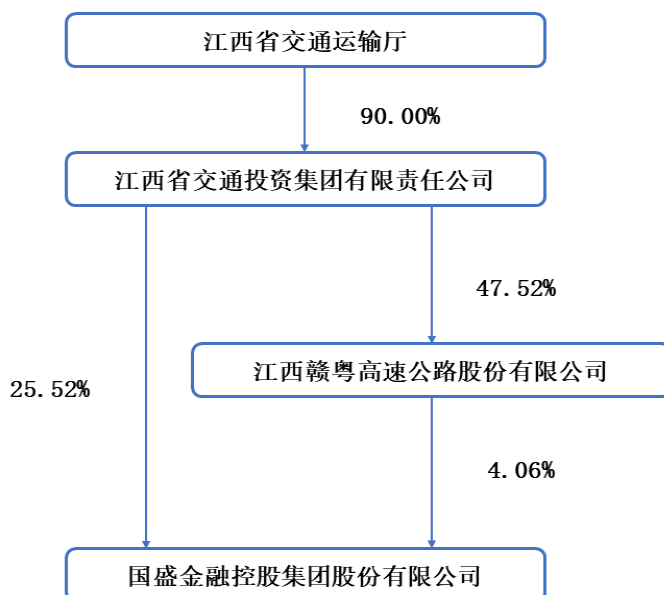 江西省交通运输厅
90.00%
江西省交通投资集团有限责任公司
47.52%
江西赣粤高速公路股份有限公司
25.52%
4.06%
国盛金融控股集团股份有限公司